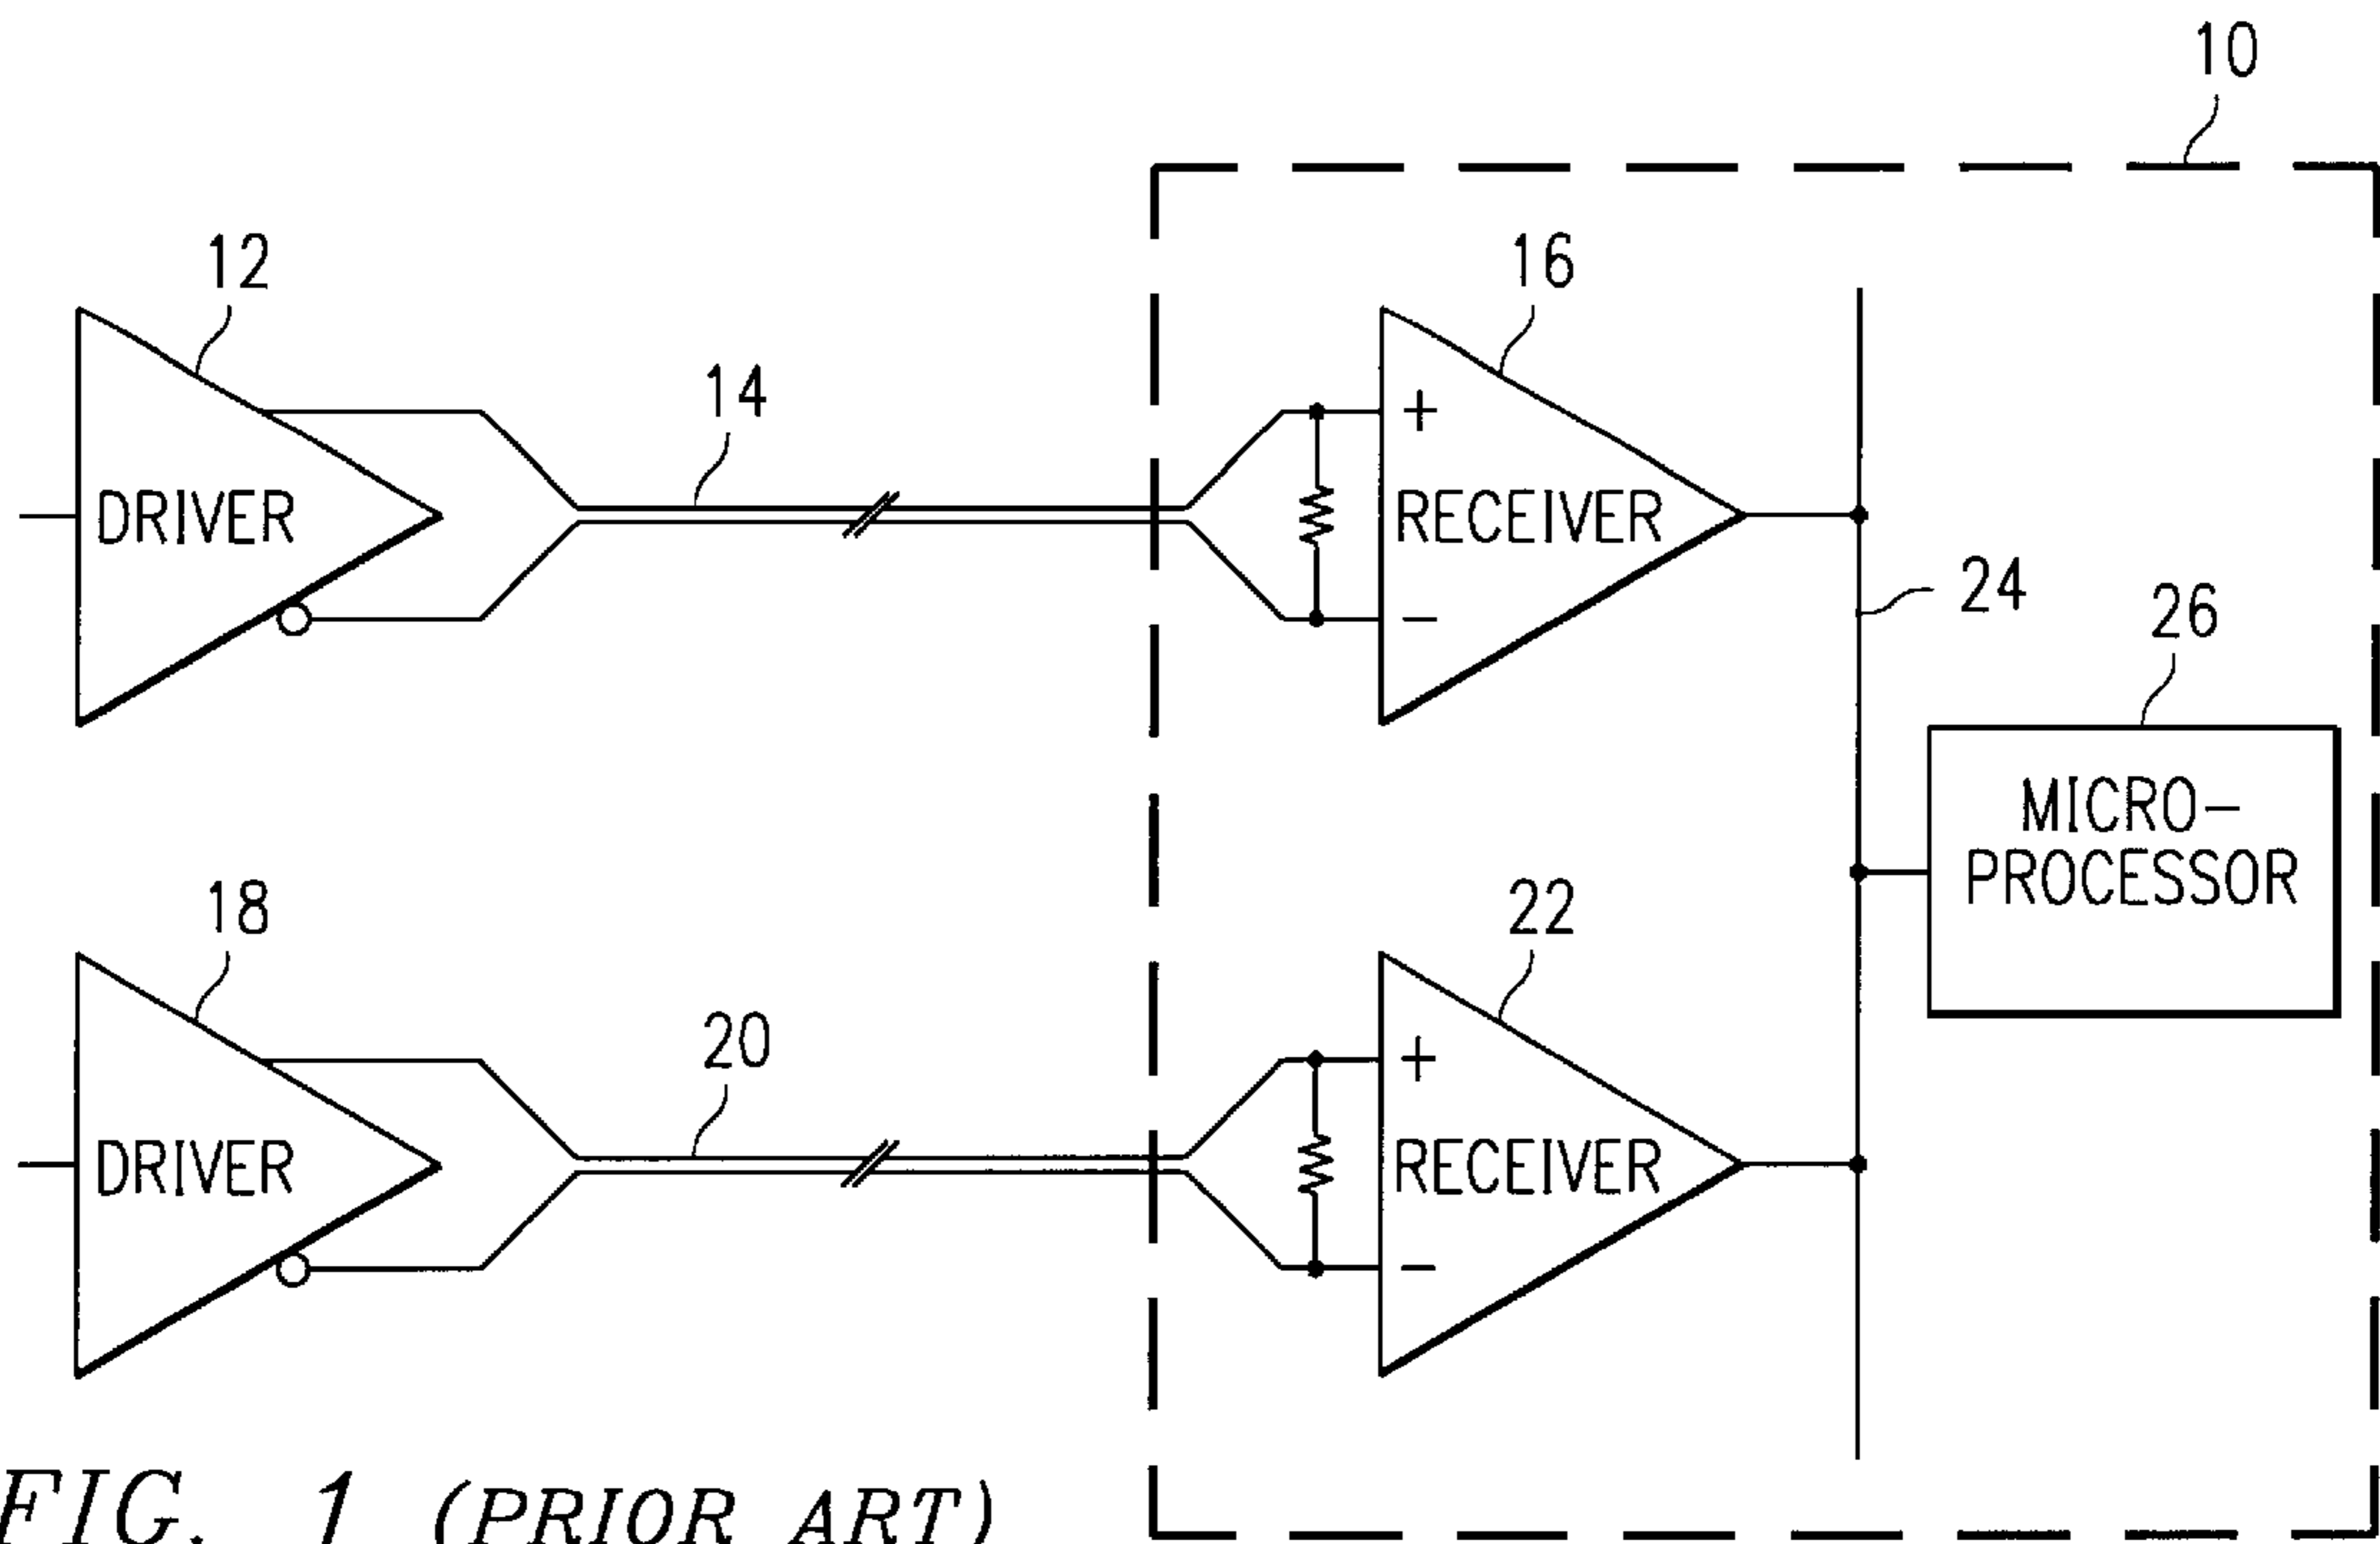 10
12
16
14
+
DRIVER
RECEIVER
24
−
26
MICRO-
PROCESSOR
18
22
20
+
DRIVER
RECEIVER
−
FIG. 1 (PRIOR ART)